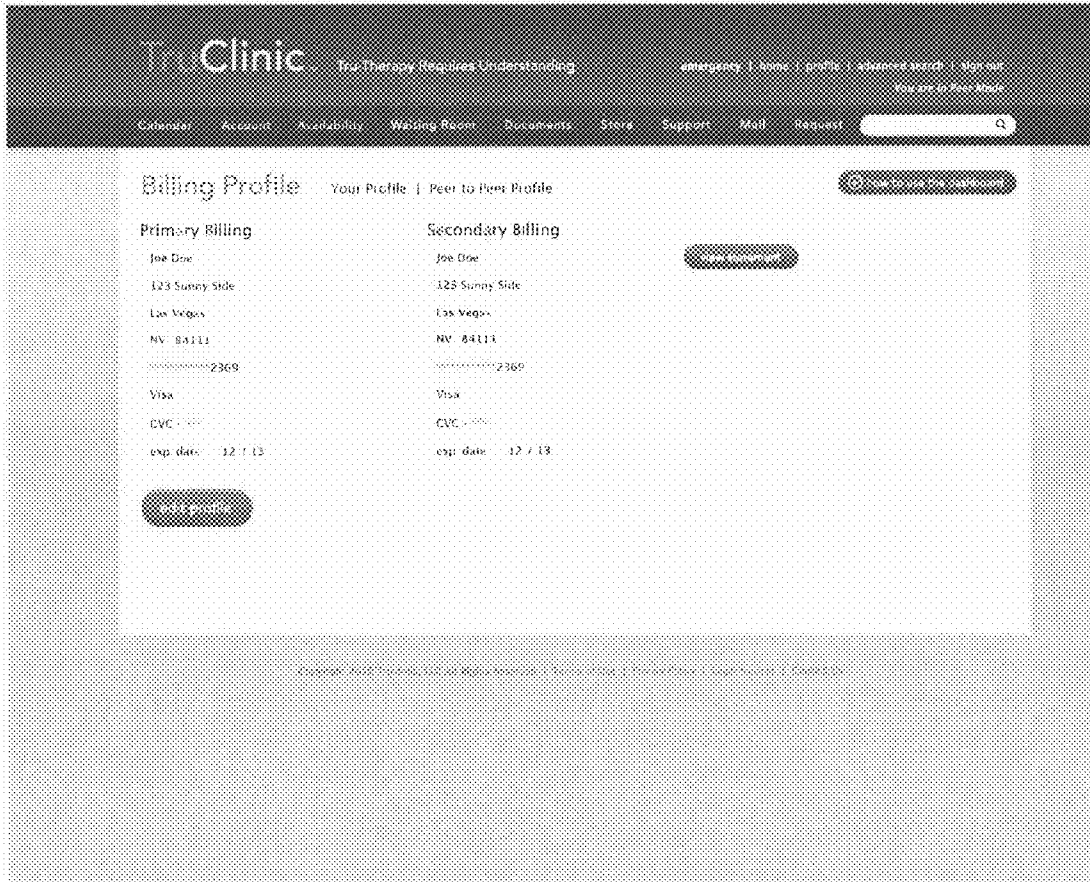 TruClinic Tru Therapy Requires Understanding
emergency | home | profile | advanced search | sign out
You are in Peer Mode
Calendar Account Availability Waiting Room Documents Store Support Mail Request
Billing Profile Your Profile | Peer to Peer Profile
Primary Billing Secondary Billing
Joe Doe Joe Doe
123 Sunny Side 123 Sunny Side
Las Vegas Las Vegas
NV 84111 NV 84111
************2369 ************2369
Visa Visa
CVC - *** CVC - ***
exp date 12 / 13 exp date 12 / 13
edit profile